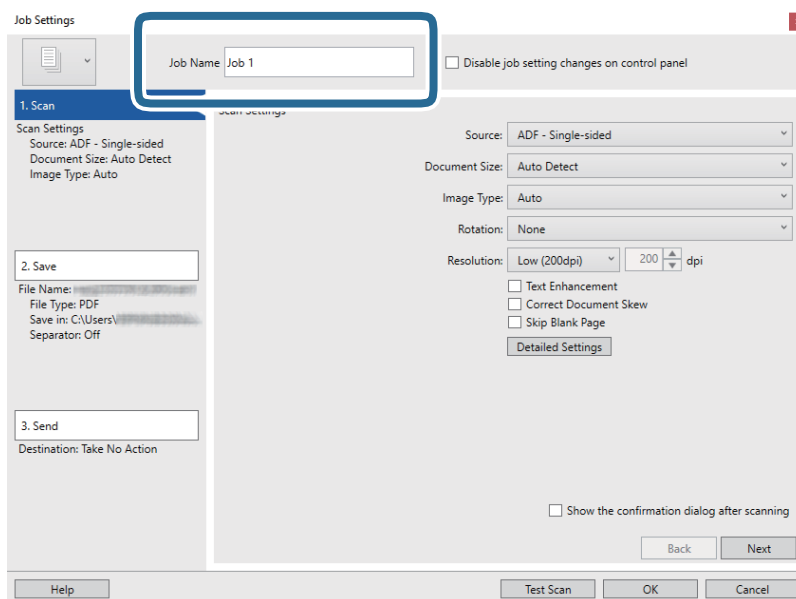 Job Settings
Job Name Job 1
Disable job setting changes on control panel
1. Scan
Scan Settings
Source: ADF - Single-sided
Document Size: Auto Detect
Image Type: Auto
2. Save
File Name:
File Type: PDF
Save in: C:\Users\
Separator: Off
3. Send
Destination: Take No Action
Scan Settings
Source: ADF - Single-sided
Document Size: Auto Detect
Image Type: Auto
Rotation: None
Resolution: Low (200dpi) 200 dpi
Text Enhancement
Correct Document Skew
Skip Blank Page
Detailed Settings
Show the confirmation dialog after scanning
Back Next
Help Test Scan OK Cancel